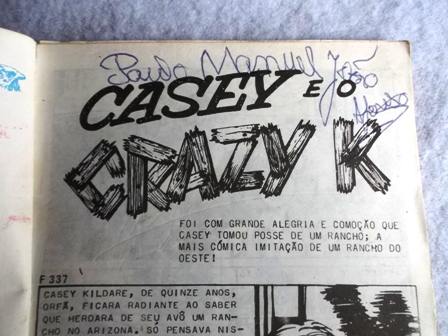 Paulo Manuel João
CASEY E O
CRAZY K
FOI COM GRANDE ALEGRIA E COMOÇÃO QUE
CASEY TOMOU POSSE DE UM RANCHO; A
MAIS CÔMICA IMITAÇÃO DE UM RANCHO DO
OESTE!
F 337
CASEY KILDARE, DE QUINZE ANOS,
ORFÃ, FICARA RADIANTE AO SABER
QUE HERDARA DE SEU AVÔ UM RAN-
CHO NO ARIZONA. SÓ PENSAVA NIS-